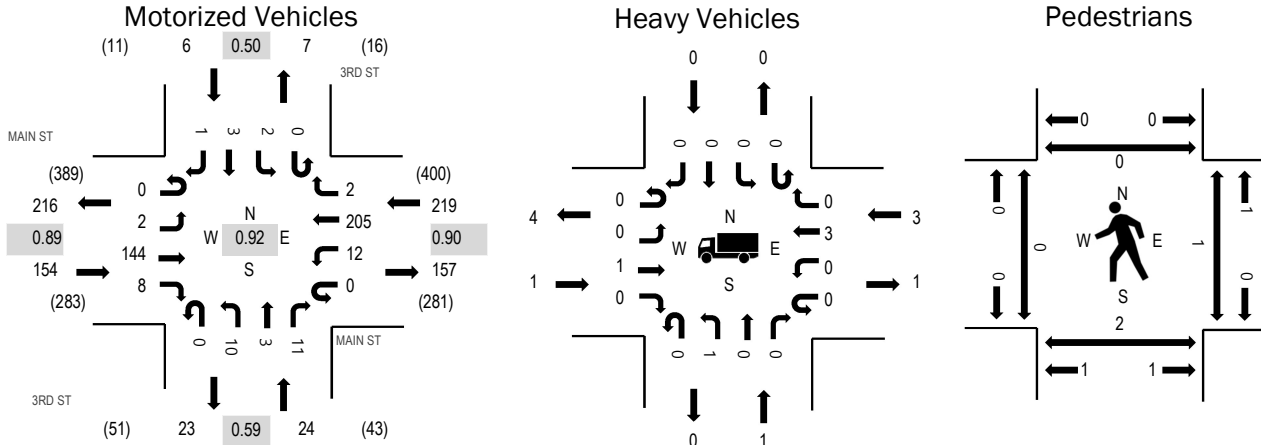 Motorized Vehicles
(11) 6 0.50 7 (16)
3RD ST
MAIN ST
1 3 2 0
(389) 0 2 (400)
216 2 205 219
0.89 N W 0.92 E S 0.90
154 144 12 157
(283) 8 0 (281)
0 10 3 11
MAIN ST
3RD ST
(51) 23 0.59 24 (43)
Heavy Vehicles
0 0
0 0 0 0
0 0
4 0 N 3 3
W E
1 1 S 0 1
0 0
0 1 0 0
0 1
Pedestrians
0 0
0
0 1
N
0 W E 1
S
0 0
2
1 1